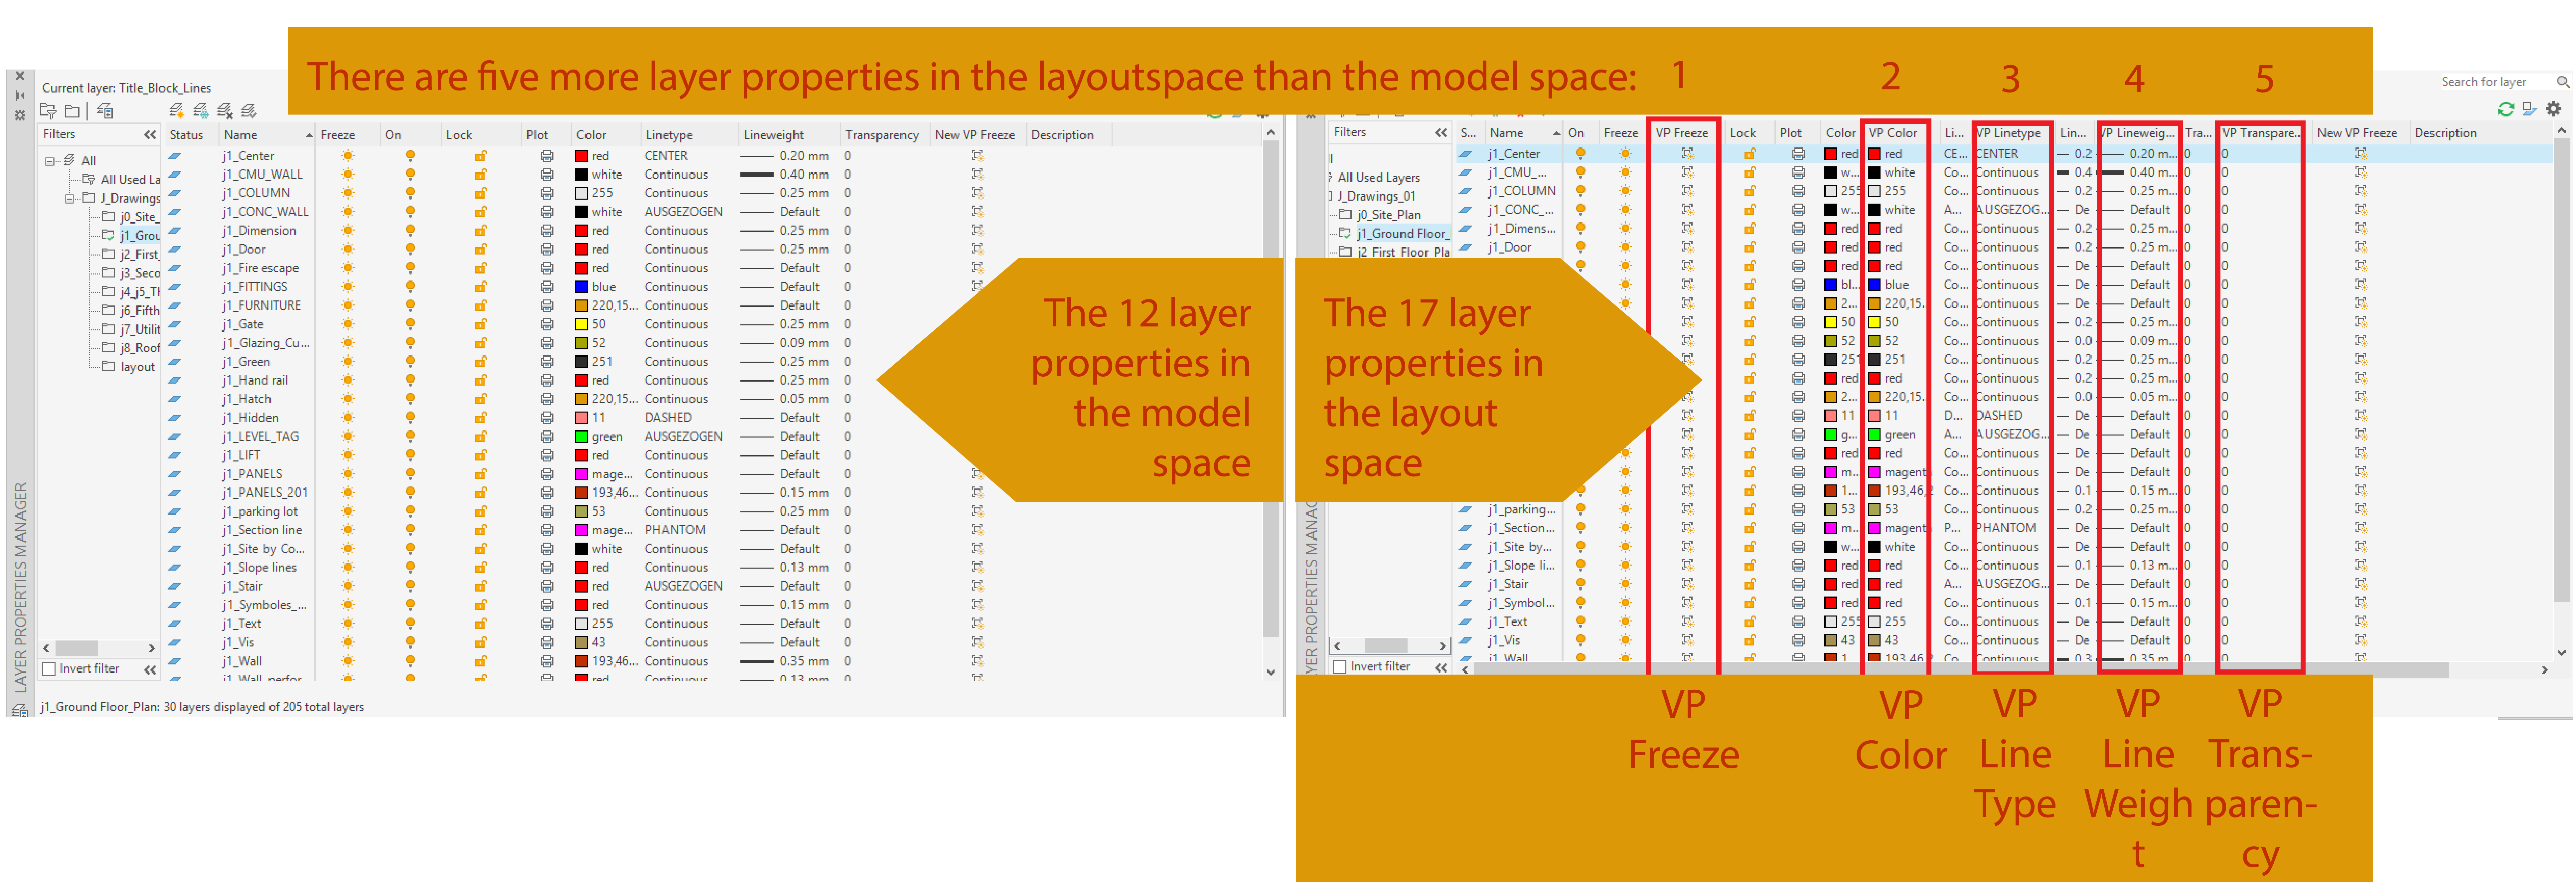 There are five more layer properties in the layoutspace than the model space: 1 2 3 4 5
Current layer: Title_Block_Lines
Search for layer
Filters
Status Name Freeze On Lock Plot Color Linetype Lineweight Transparency New VP Freeze Description
All
All Used La
J_Drawings
j0_Site_
j1_Grou
j2_First_
j3_Seco
j4_j5_Th
j6_Fifth
j7_Utilit
j8_Roof
layout
Invert filter
j1_Center red CENTER 0.20 mm 0
j1_CMU_WALL white Continuous 0.40 mm 0
j1_COLUMN 255 Continuous 0.25 mm 0
j1_CONC_WALL white AUSGEZOGEN Default 0
j1_Dimension red Continuous 0.25 mm 0
j1_Door red Continuous 0.25 mm 0
j1_Fire escape red Continuous Default 0
j1_FITTINGS blue Continuous Default 0
j1_FURNITURE 220,15... Continuous Default 0
j1_Gate 50 Continuous 0.25 mm 0
j1_Glazing_Cu... 52 Continuous 0.09 mm 0
j1_Green 251 Continuous 0.25 mm 0
j1_Hand rail red Continuous 0.25 mm 0
j1_Hatch 220,15... Continuous 0.05 mm 0
j1_Hidden 11 DASHED Default 0
j1_LEVEL_TAG green AUSGEZOGEN Default 0
j1_LIFT red Continuous Default 0
j1_PANELS mage... Continuous Default 0
j1_PANELS_201 193,46... Continuous 0.15 mm 0
j1_parking lot 53 Continuous 0.25 mm 0
j1_Section line mage... PHANTOM Default 0
j1_Site by Co... white Continuous Default 0
j1_Slope lines red Continuous 0.13 mm 0
j1_Stair red AUSGEZOGEN Default 0
j1_Symboles_... red Continuous 0.15 mm 0
j1_Text 255 Continuous Default 0
j1_Vis 43 Continuous Default 0
j1_Wall 193,46... Continuous 0.35 mm 0
j1_Wall_perfor red Continuous 0.13 mm 0
LAYER PROPERTIES MANAGER
j1_Ground Floor_Plan: 30 layers displayed of 205 total layers
The 12 layer
properties in
the model
space
The 17 layer
properties in
the layout
space
Filters
S... Name On Freeze VP Freeze Lock Plot Color VP Color Li... VP Linetype Lin... VP Lineweig... Tra... VP Transpare... New VP Freeze Description
All Used Layers
J_Drawings_01
j0_Site_Plan
j1_Ground Floor_
j2_First_Floor_Pla
Invert filter
j1_Center red red CE... CENTER 0.2 0.20 m... 0 0
j1_CMU_... w... white Co... Continuous 0.4 0.40 m... 0 0
j1_COLUMN 255 255 Co... Continuous 0.2 0.25 m... 0 0
j1_CONC_... w... white A... AUSGEZOG... De Default 0 0
j1_Dimens... red red Co... Continuous 0.2 0.25 m... 0 0
j1_Door red red Co... Continuous 0.2 0.25 m... 0 0
red red Co... Continuous De Default 0 0
bl... blue Co... Continuous De Default 0 0
2... 220,15. Co... Continuous De Default 0 0
50 50 Co... Continuous 0.2 0.25 m... 0 0
52 52 Co... Continuous 0.0 0.09 m... 0 0
251 251 Co... Continuous 0.2 0.25 m... 0 0
red red Co... Continuous 0.2 0.25 m... 0 0
2... 220,15. Co... Continuous 0.0 0.05 m... 0 0
11 11 D... DASHED De Default 0 0
g... green A... AUSGEZOG... De Default 0 0
red red Co... Continuous De Default 0 0
m... magent Co... Continuous De Default 0 0
1... 193,46,2 Co... Continuous 0.1 0.15 m... 0 0
j1_parking... 53 53 Co... Continuous 0.2 0.25 m... 0 0
j1_Section... m... magent P... PHANTOM De Default 0 0
j1_Site by... w... white Co... Continuous De Default 0 0
j1_Slope li... red red Co... Continuous 0.1 0.13 m... 0 0
j1_Stair red red A... AUSGEZOG... De Default 0 0
j1_Symbol... red red Co... Continuous 0.1 0.15 m... 0 0
j1_Text 255 255 Co... Continuous De Default 0 0
j1_Vis 43 43 Co... Continuous De Default 0 0
j1_Wall 1 193,46,2 Co... Continuous 0.3 0.35 m 0 0
YER PROPERTIES MANAG
VP
Freeze
VP
Color
VP
Line
Type
VP
Line
Weigh
t
VP
Trans-
paren-
cy